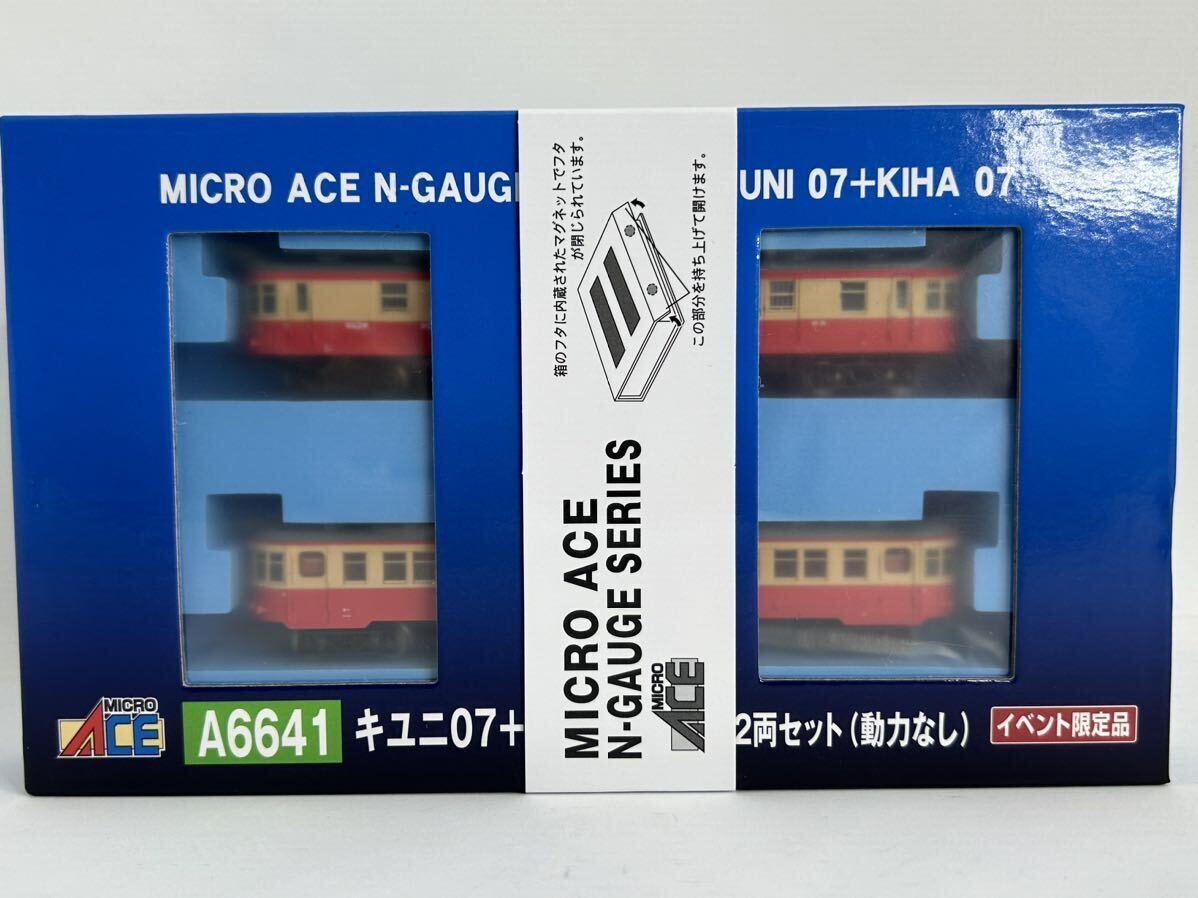 MICRO ACE N-GAUG
UNI 07+KIHA 07
箱のフタに内蔵されたマグネットでフタ
が閉じられています。
この部分を持ち上げて開けます。
MICRO ACE
N-GAUGE SERIES
MICRO
ACE
MICRO
ACE
A6641
キユニ07+
2両セット(動力なし)
イベント限定品